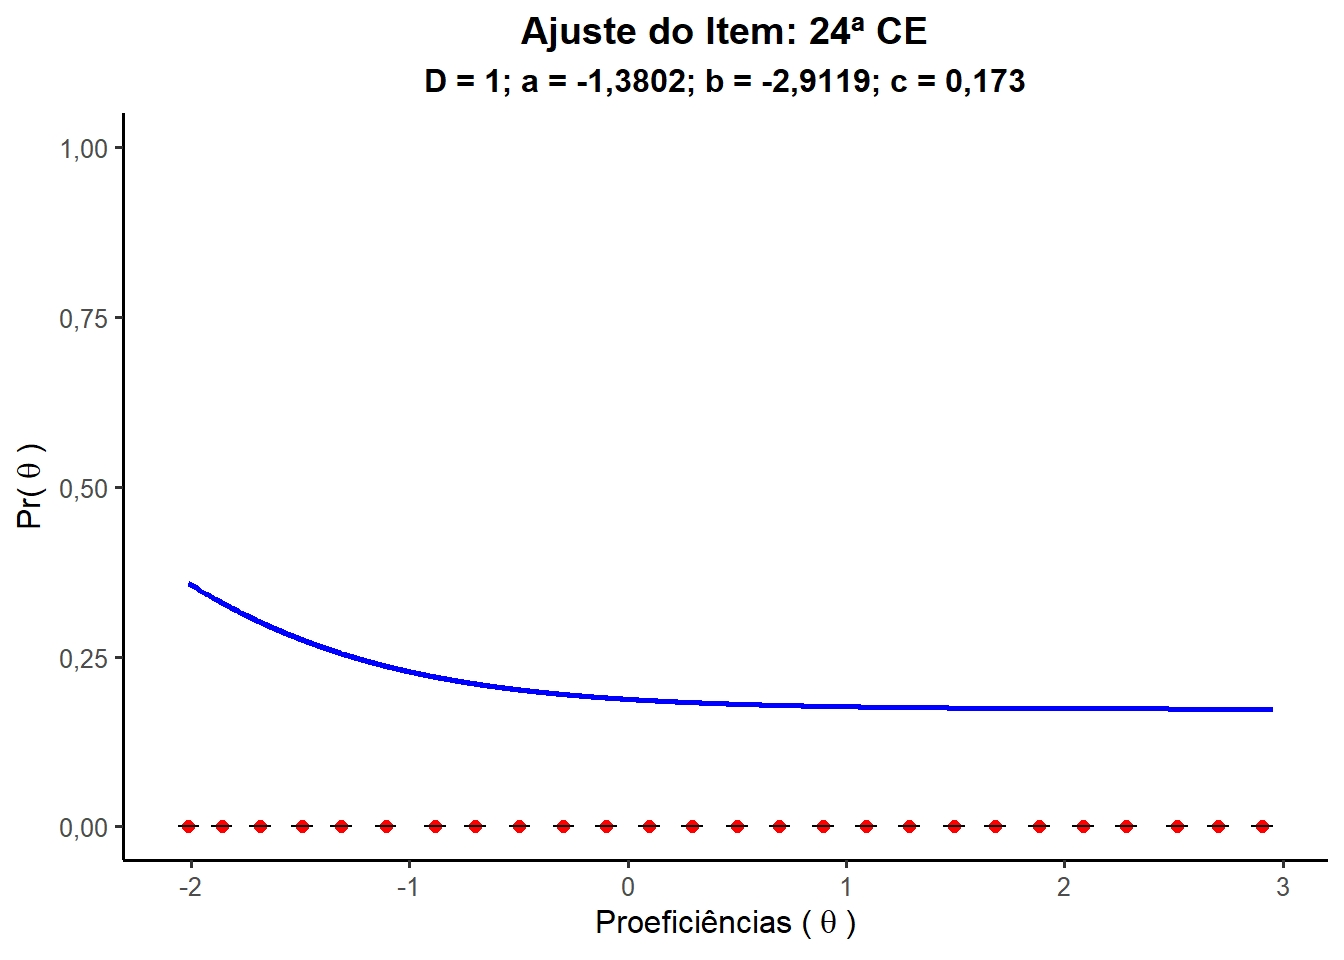 Ajuste do Item: 24ª CE
D = 1; a = -1,3802; b = -2,9119; c = 0,173
1,00
0,75
0,50
0,25
0,00
Pr( θ )
-2 -1 0 1 2 3
Proeficiências ( θ )